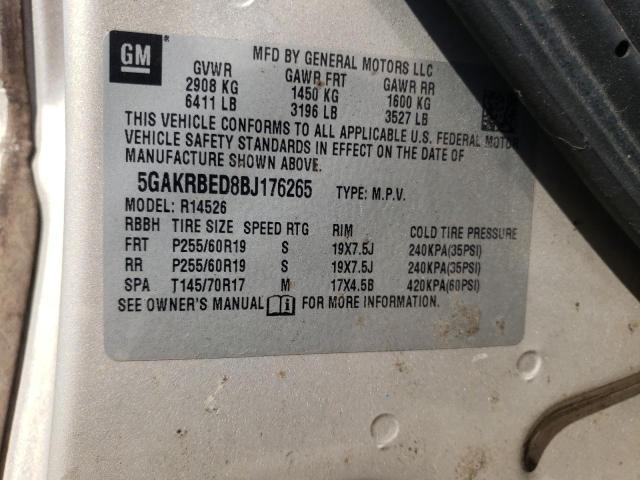 GM
MFD BY GENERAL MOTORS LLC
GVWR GAWR FRT GAWR RR
2908 KG 1450 KG 1600 KG
6411 LB 3196 LB 3527 LB
THIS VEHICLE CONFORMS TO ALL APPLICABLE U.S. FEDERAL MOTOR
VEHICLE SAFETY STANDARDS IN EFFECT ON THE DATE OF
MANUFACTURE SHOWN ABOVE.
5GAKRBED8BJ176265 TYPE: M.P.V.
MODEL: R14526
RBBH TIRE SIZE SPEED RTG RIM COLD TIRE PRESSURE
FRT P255/60R19 S 19X7.5J 240KPA(35PSI)
RR P255/60R19 S 19X7.5J 240KPA(35PSI)
SPA T145/70R17 M 17X4.5B 420KPA(60PSI)
SEE OWNER'S MANUAL FOR MORE INFORMATION.